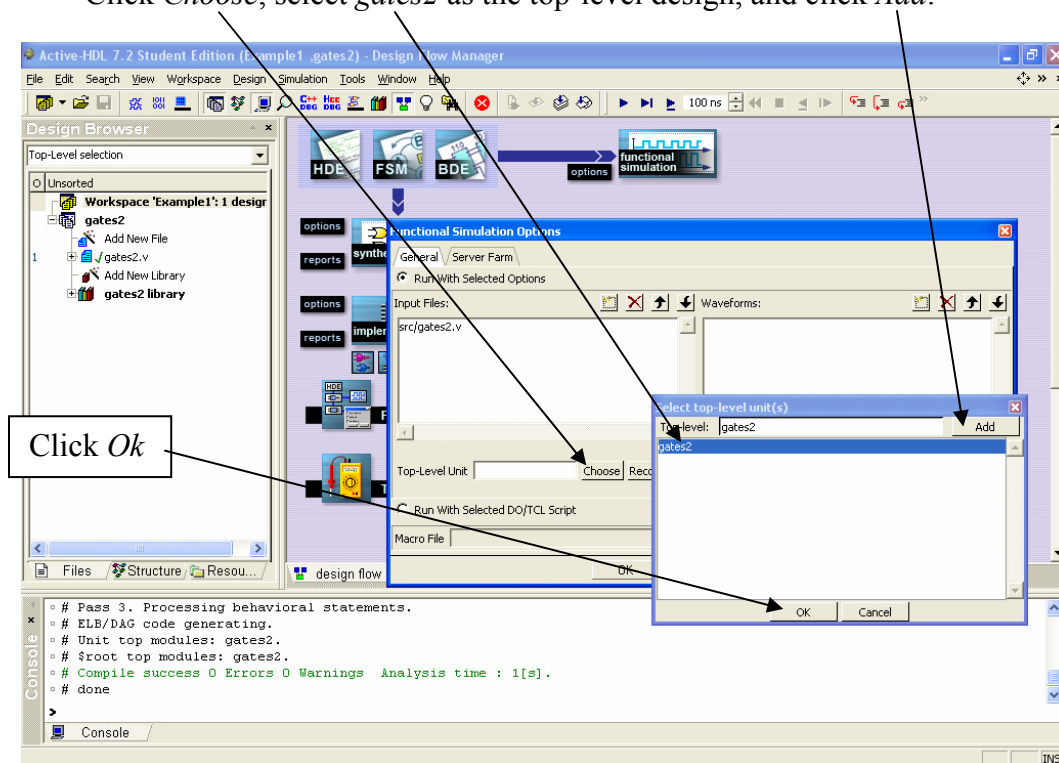 Click Choose, select gates2 as the top-level design, and click Add.
Active-HDL 7.2 Student Edition (Example1 ,gates2) - Design Flow Manager
File Edit Search View Workspace Design Simulation Tools Window Help
100 ns
Design Browser
Top-Level selection
O Unsorted
Workspace 'Example1': 1 desigr
gates2
Add New File
1 gates2.v
Add New Library
gates2 library
Files Structure Resou...
HDE FSM BDE
options
functional simulation
options
reports
synthe
options
reports
impler
HDE
design flow
Functional Simulation Options
General Server Farm
Run With Selected Options
Input Files:
Waveforms:
src/gates2.v
Top-Level Unit Choose
Run With Selected DO/TCL Script
Macro File
OK
Select top-level unit(s)
Top-level: gates2 Add
gates2
OK Cancel
Click Ok
# Pass 3. Processing behavioral statements.
# ELB/DAG code generating.
# Unit top modules: gates2.
# $root top modules: gates2.
# Compile success 0 Errors 0 Warnings Analysis time : 1[s].
# done
>
Console
Console
INS